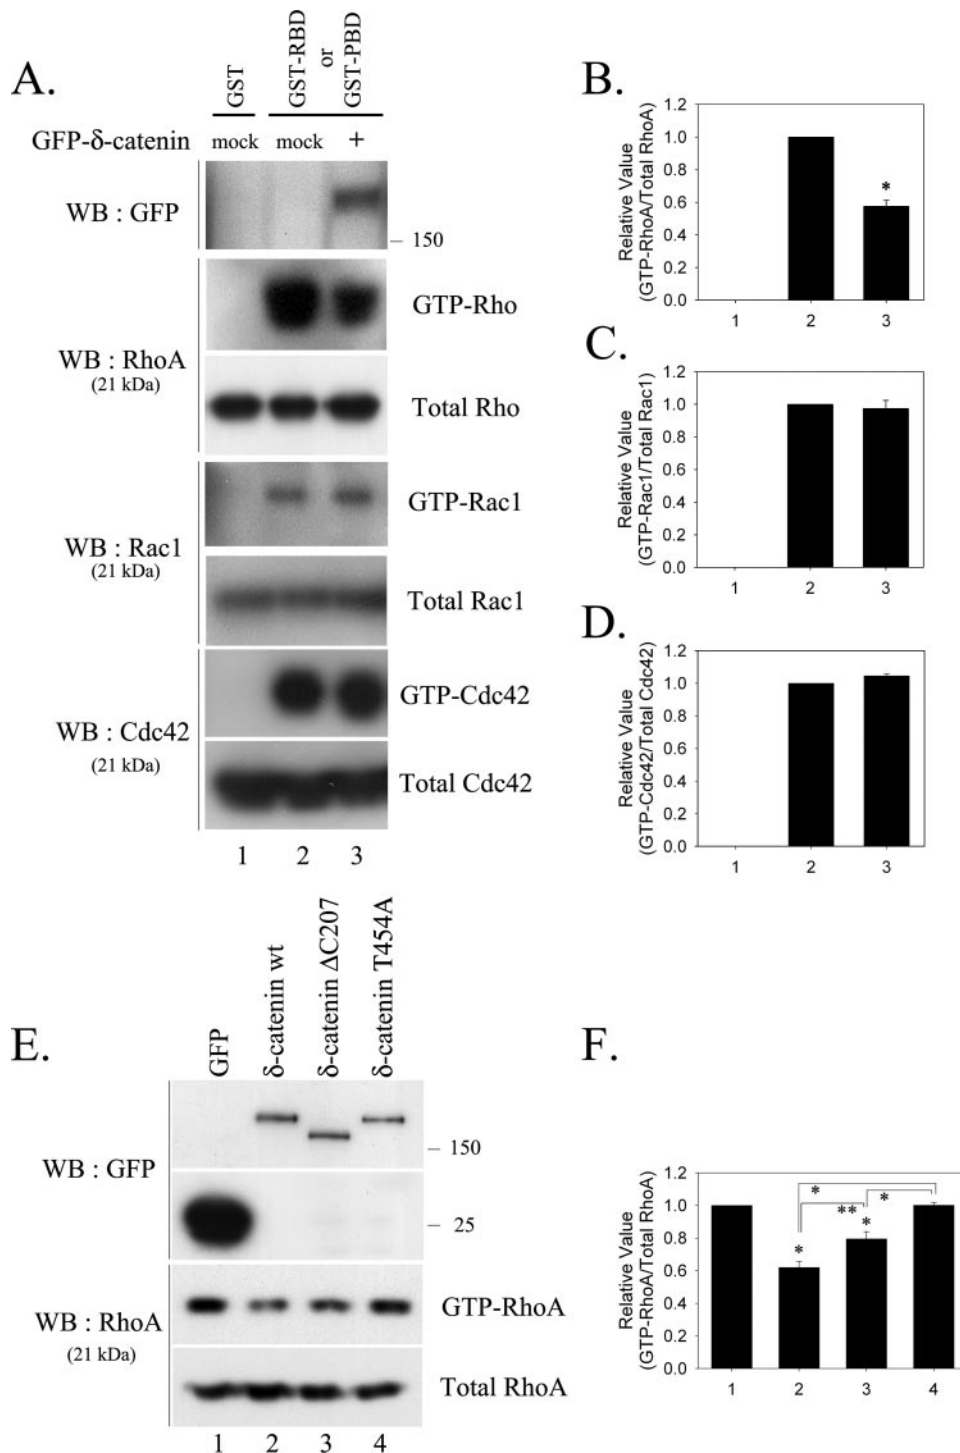 A.
GST
GST-RBD
or
GST-PBD
GFP-δ-catenin mock mock +
WB : GFP
– 150
WB : RhoA
(21 kDa)
GTP-Rho
Total Rho
WB : Rac1
(21 kDa)
GTP-Rac1
Total Rac1
WB : Cdc42
(21 kDa)
GTP-Cdc42
Total Cdc42
1 2 3
B.
Relative Value
(GTP-RhoA/Total RhoA)
1.2
1.0
0.8
0.6
0.4
0.2
0.0
*
1 2 3
C.
Relative Value
(GTP-Rac1/Total Rac1)
1.2
1.0
0.8
0.6
0.4
0.2
0.0
1 2 3
D.
Relative Value
(GTP-Cdc42/Total Cdc42)
1.2
1.0
0.8
0.6
0.4
0.2
0.0
1 2 3
E.
GFP
δ-catenin wt
δ-catenin ΔC207
δ-catenin T454A
WB : GFP
– 150
– 25
WB : RhoA
(21 kDa)
GTP-RhoA
Total RhoA
1 2 3 4
F.
Relative Value
(GTP-RhoA/Total RhoA)
1.2
1.0
0.8
0.6
0.4
0.2
0.0
* ** *
* *
1 2 3 4